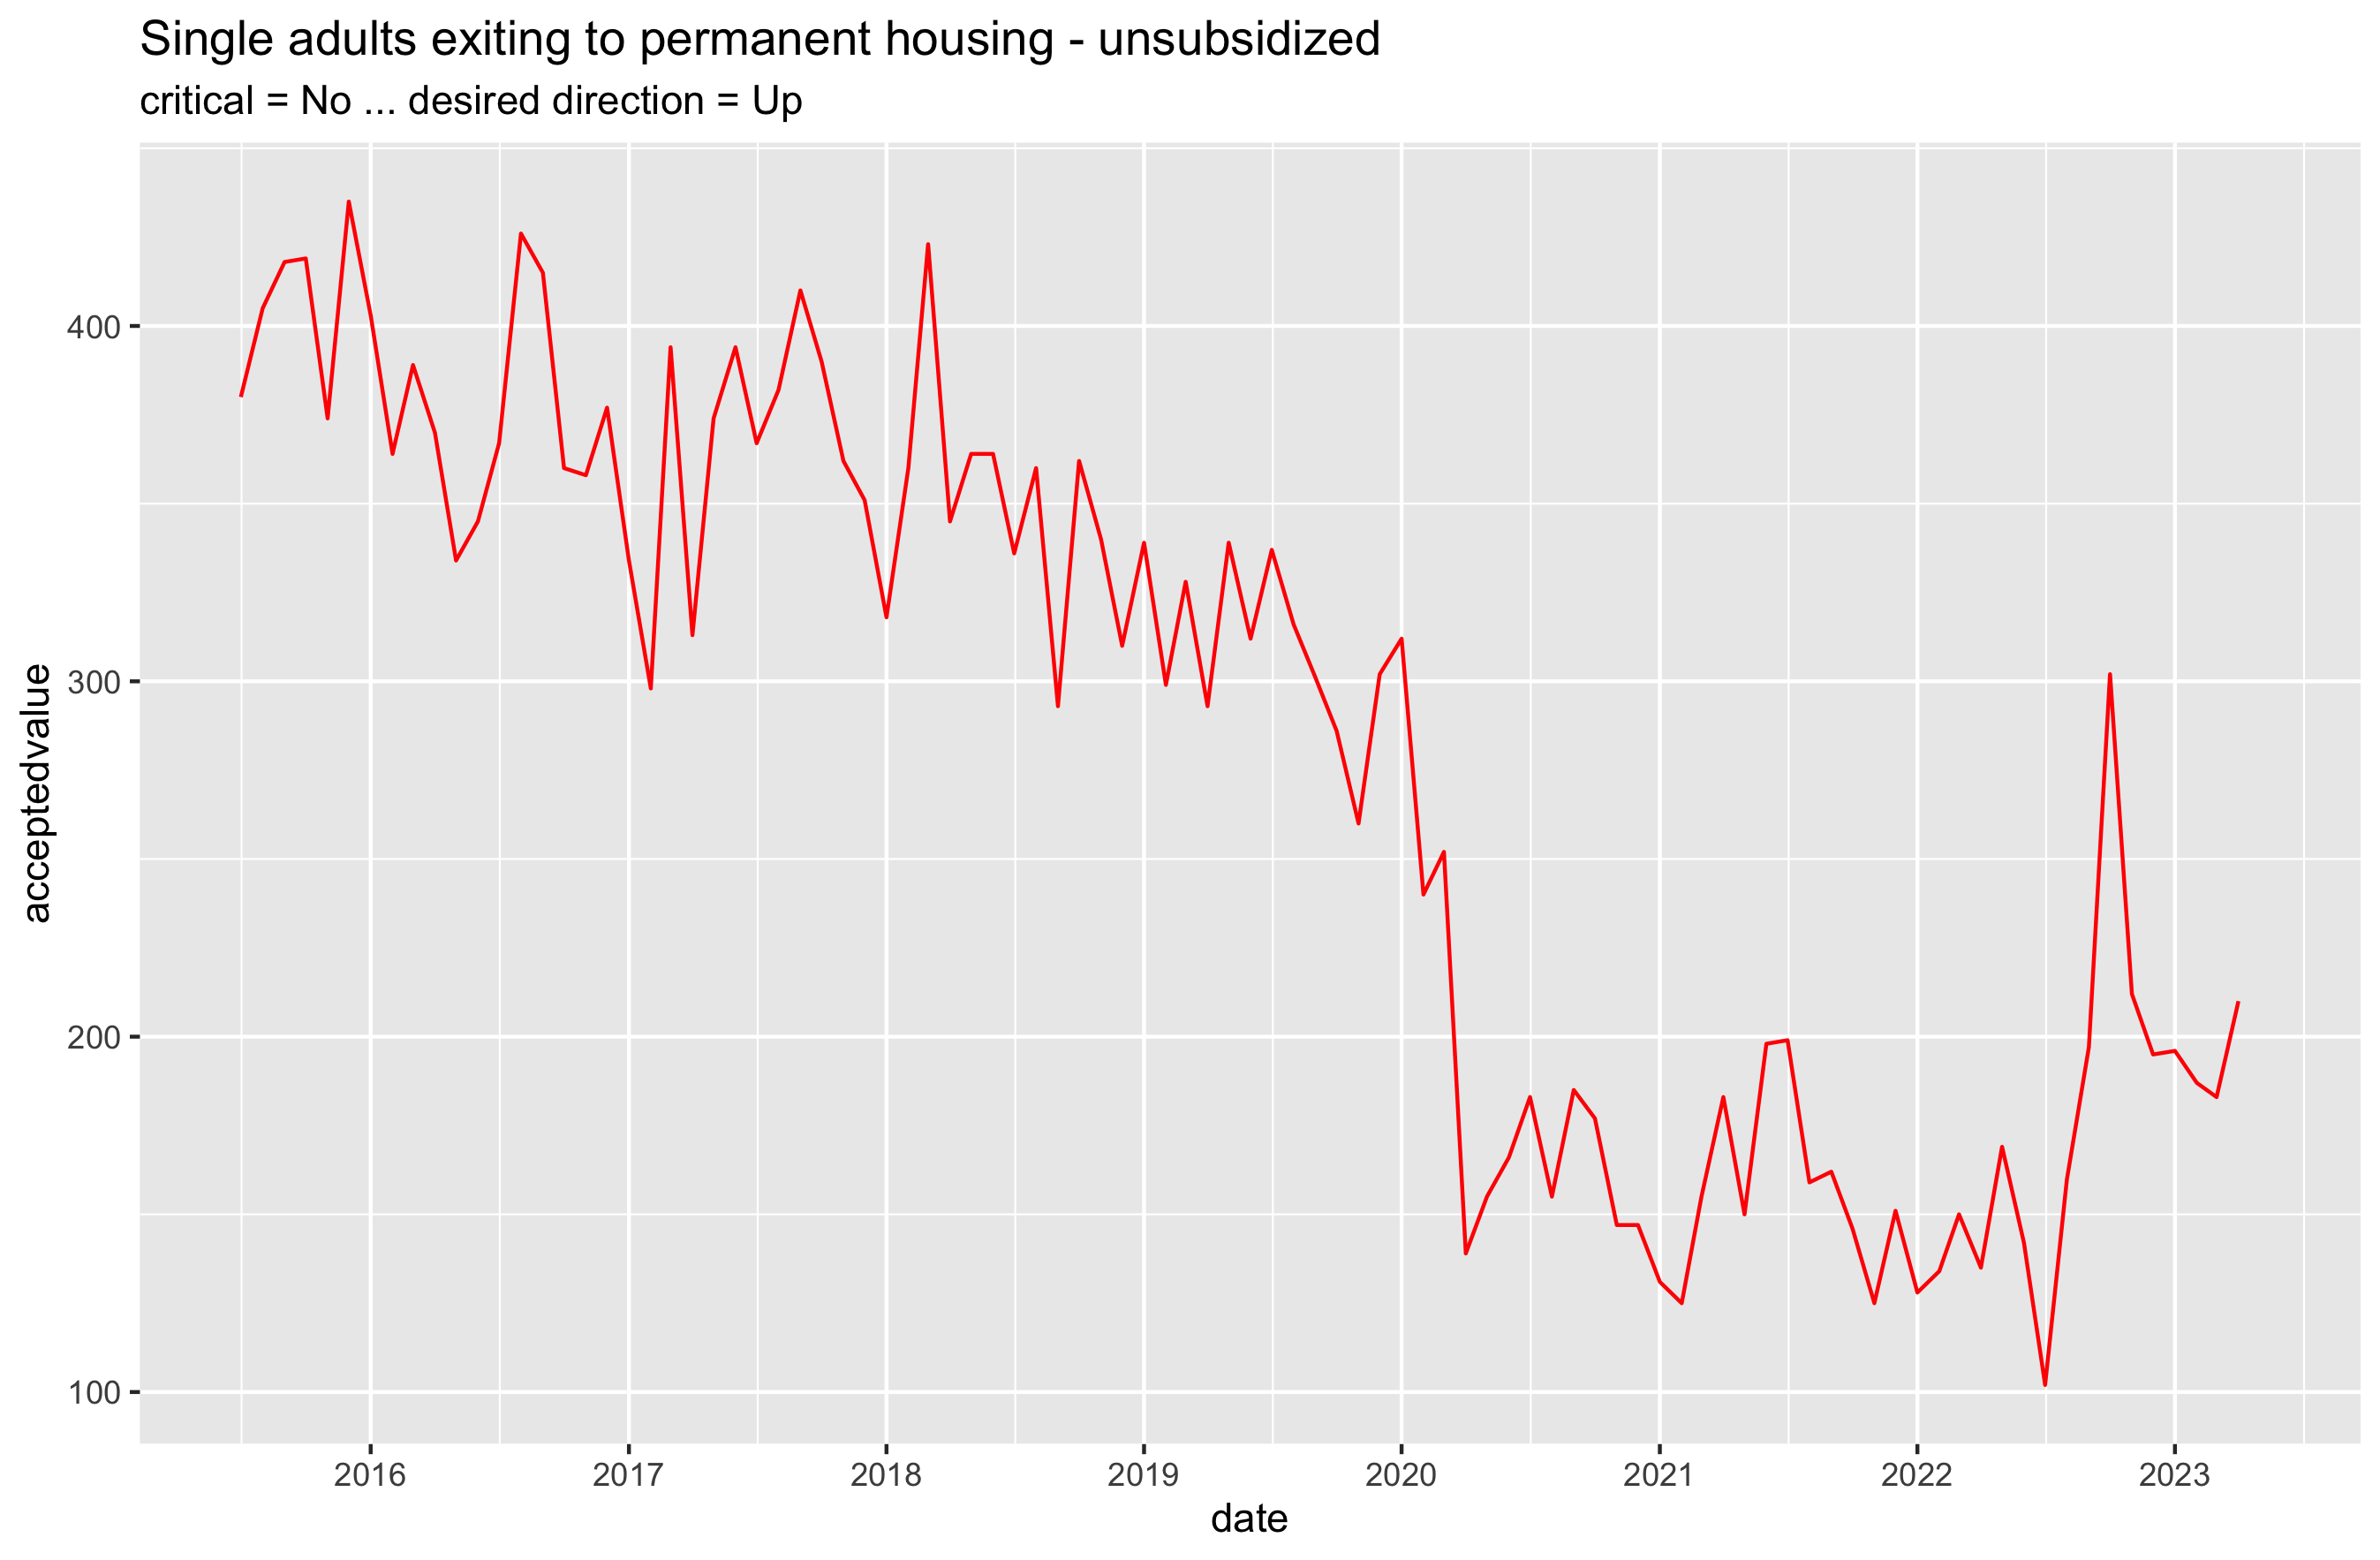 Single adults exiting to permanent housing - unsubsidized
critical = No ... desired direction = Up
acceptedvalue
400
300
200
100
2016 2017 2018 2019 2020 2021 2022 2023
date